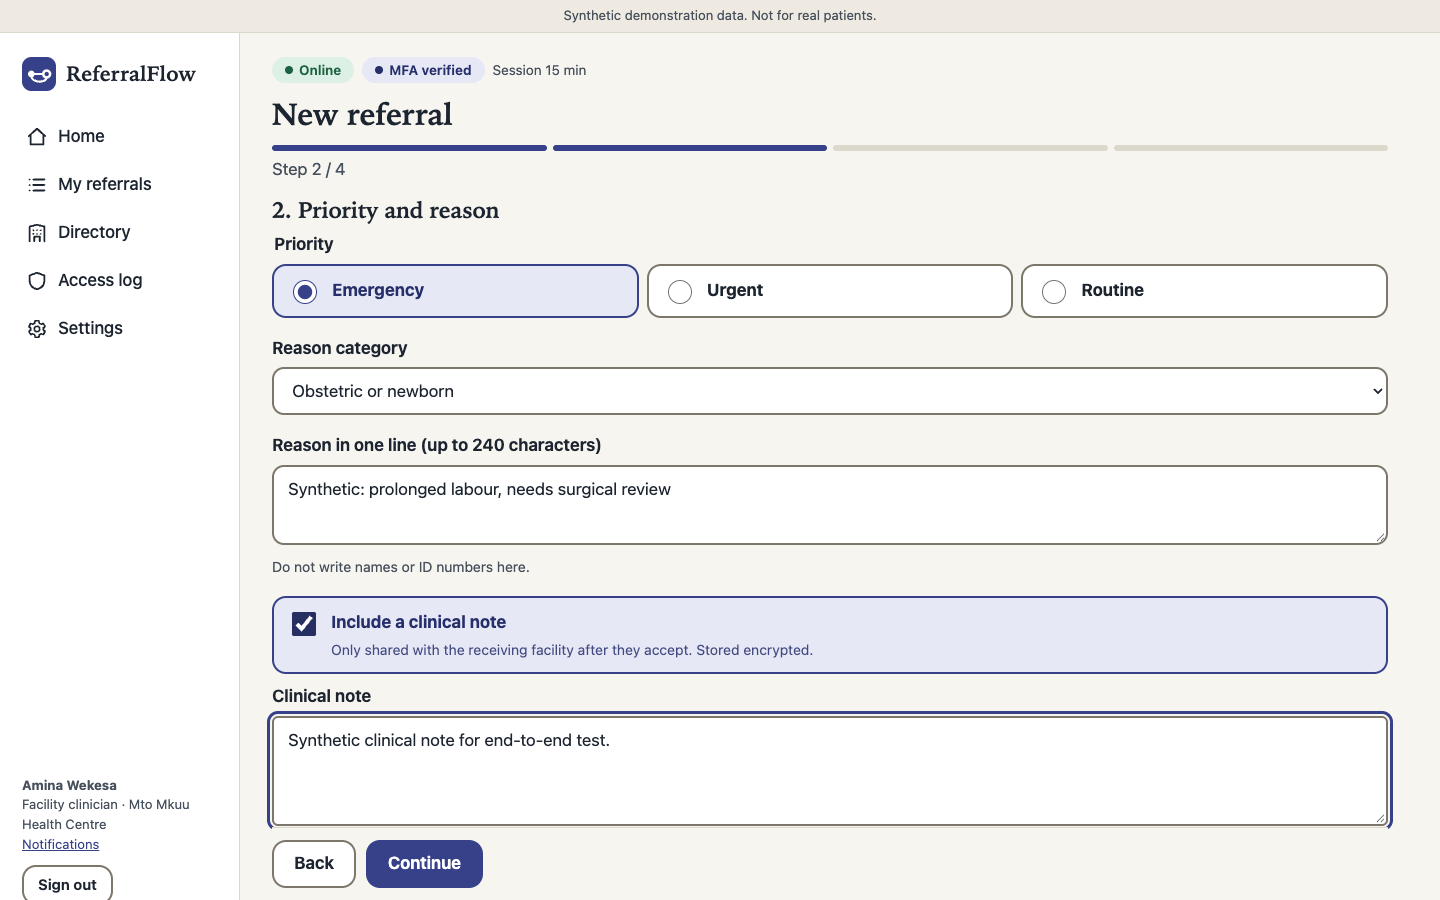 Synthetic demonstration data. Not for real patients.
ReferralFlow
Home
My referrals
Directory
Access log
Settings
Amina Wekesa
Facility clinician · Mto Mkuu
Health Centre
Notifications
Sign out
Online
MFA verified
Session 15 min
New referral
Step 2 / 4
2. Priority and reason
Priority
Emergency
Urgent
Routine
Reason category
Obstetric or newborn
Reason in one line (up to 240 characters)
Synthetic: prolonged labour, needs surgical review
Do not write names or ID numbers here.
Include a clinical note
Only shared with the receiving facility after they accept. Stored encrypted.
Clinical note
Synthetic clinical note for end-to-end test.
Back
Continue